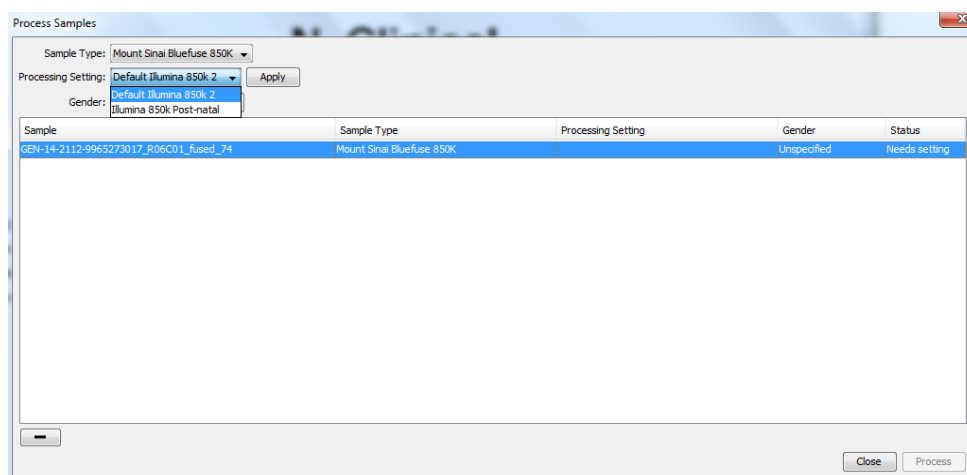 Process Samples
Sample Type: Mount Sinai Bluefuse 850K
Processing Setting: Default Illumina 850k 2 Apply
Default Illumina 850k 2
Gender:
Illumina 850k Post-natal
Sample Sample Type Processing Setting Gender Status
GEN-14-2112-9965273017_R06C01_fused_74 Mount Sinai Bluefuse 850K Unspecified Needs setting
Close Process